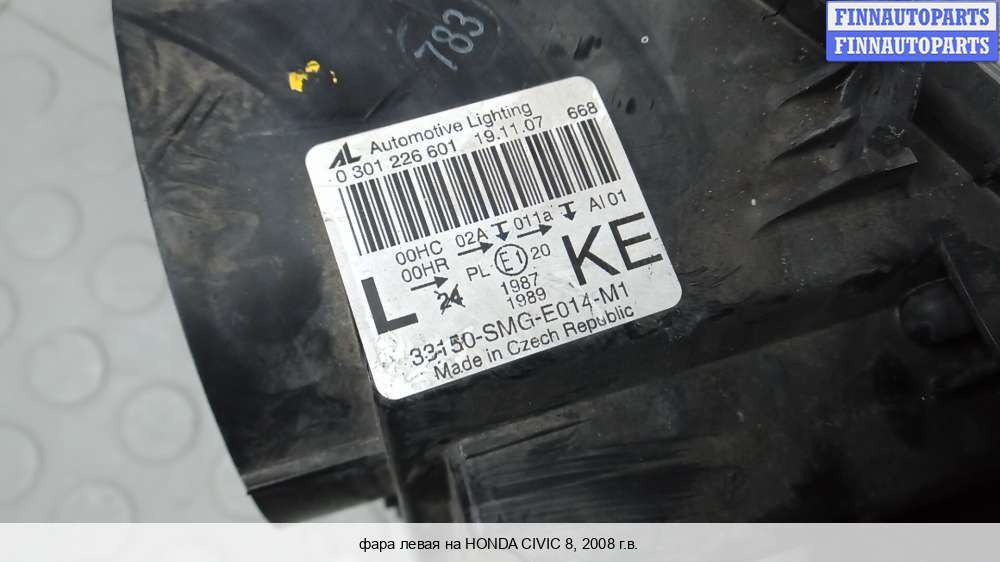 FINNAUTOPARTS
FINNAUTOPARTS
783
AL Automotive Lighting
0 301 226 601 19.11.07 668
00HC 02A 011a AI 01
00HR
PL E1 20
L KE
24
1987
1989
33150-SMG-E014-M1
Made in Czech Republic
фара левая на HONDA CIVIC 8, 2008 г.в.